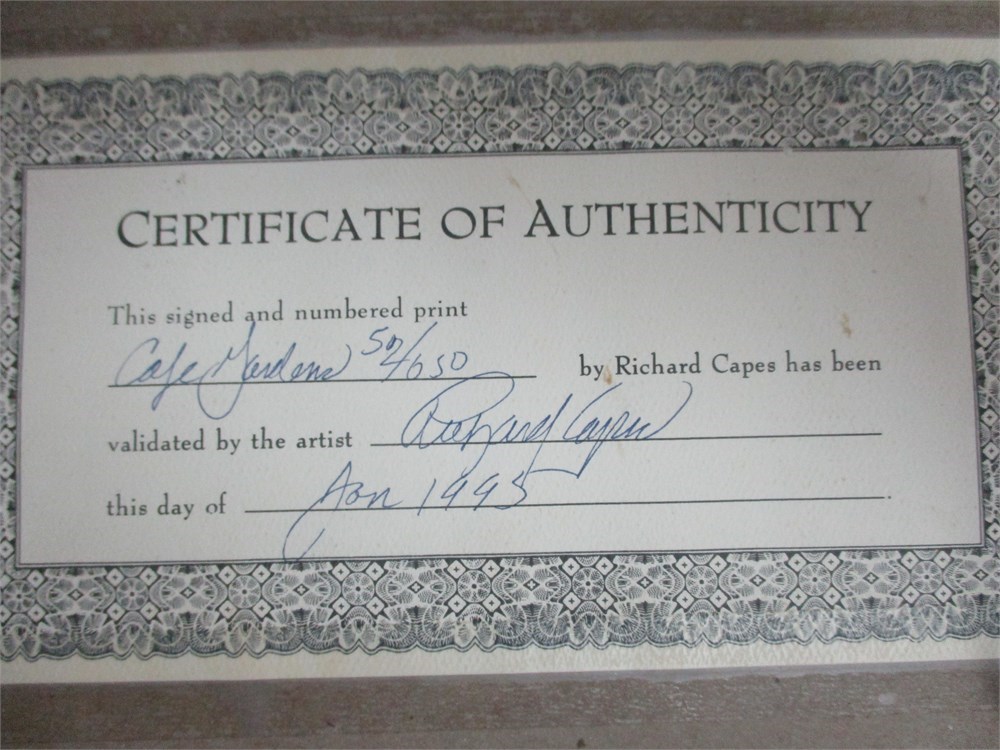 CERTIFICATE OF AUTHENTICITY
This signed and numbered print
Cafe Gardens 50/650 by Richard Capes has been
validated by the artist Richard Capes
this day of Jan 1995.